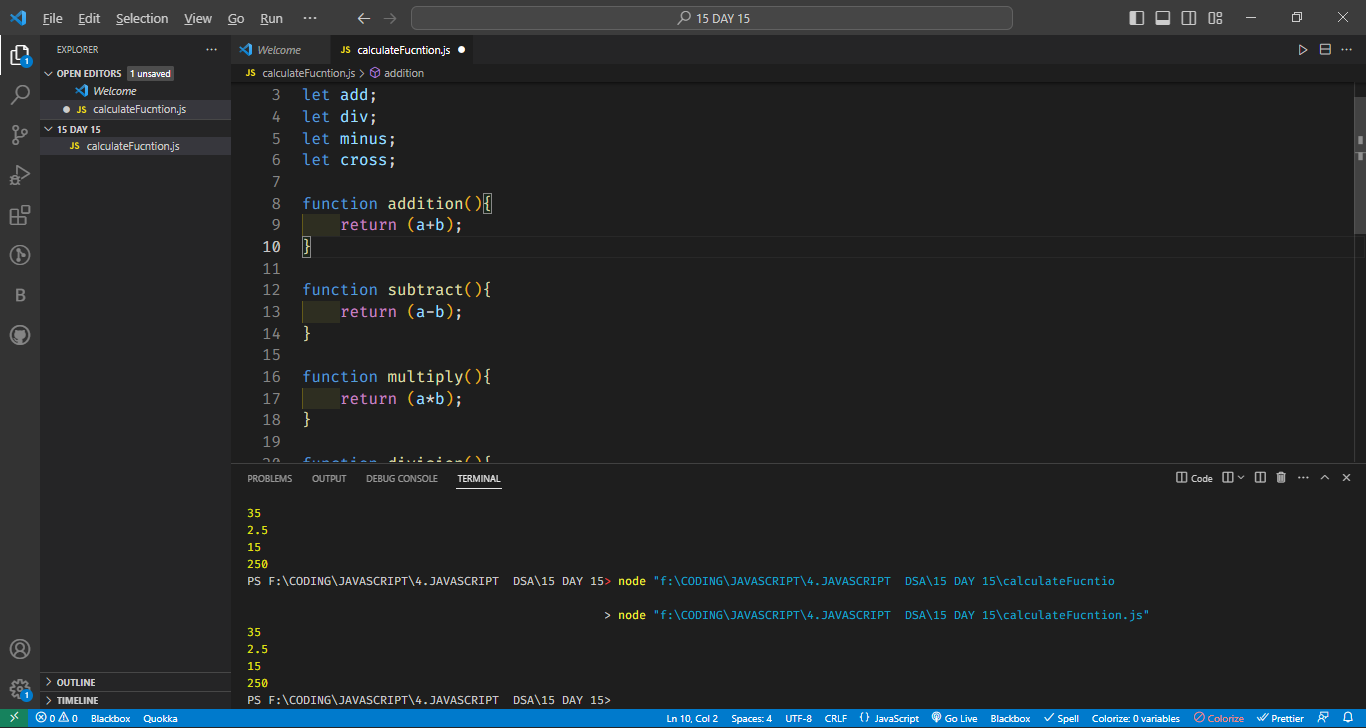 File Edit Selection View Go Run ··· 15 DAY 15
EXPLORER ···
OPEN EDITORS 1 unsaved
Welcome
JS calculateFucntion.js
15 DAY 15
JS calculateFucntion.js
OUTLINE
TIMELINE
1
B
1
Welcome JS calculateFucntion.js
JS calculateFucntion.js > addition
3 let add;
4 let div;
5 let minus;
6 let cross;
7
8 function addition(){
9 return (a+b);
10 }
11
12 function subtract(){
13 return (a-b);
14 }
15
16 function multiply(){
17 return (a*b);
18 }
19
20 function division(){
PROBLEMS OUTPUT DEBUG CONSOLE TERMINAL Code
35
2.5
15
250
PS F:\CODING\JAVASCRIPT\4.JAVASCRIPT  DSA\15 DAY 15> node "f:\CODING\JAVASCRIPT\4.JAVASCRIPT  DSA\15 DAY 15\calculateFucntio
> node "f:\CODING\JAVASCRIPT\4.JAVASCRIPT  DSA\15 DAY 15\calculateFucntion.js"
35
2.5
15
250
PS F:\CODING\JAVASCRIPT\4.JAVASCRIPT  DSA\15 DAY 15>
0 0 Blackbox Quokka Ln 10, Col 2 Spaces: 4 UTF-8 CRLF {} JavaScript Go Live Blackbox Spell Colorize: 0 variables Colorize Prettier